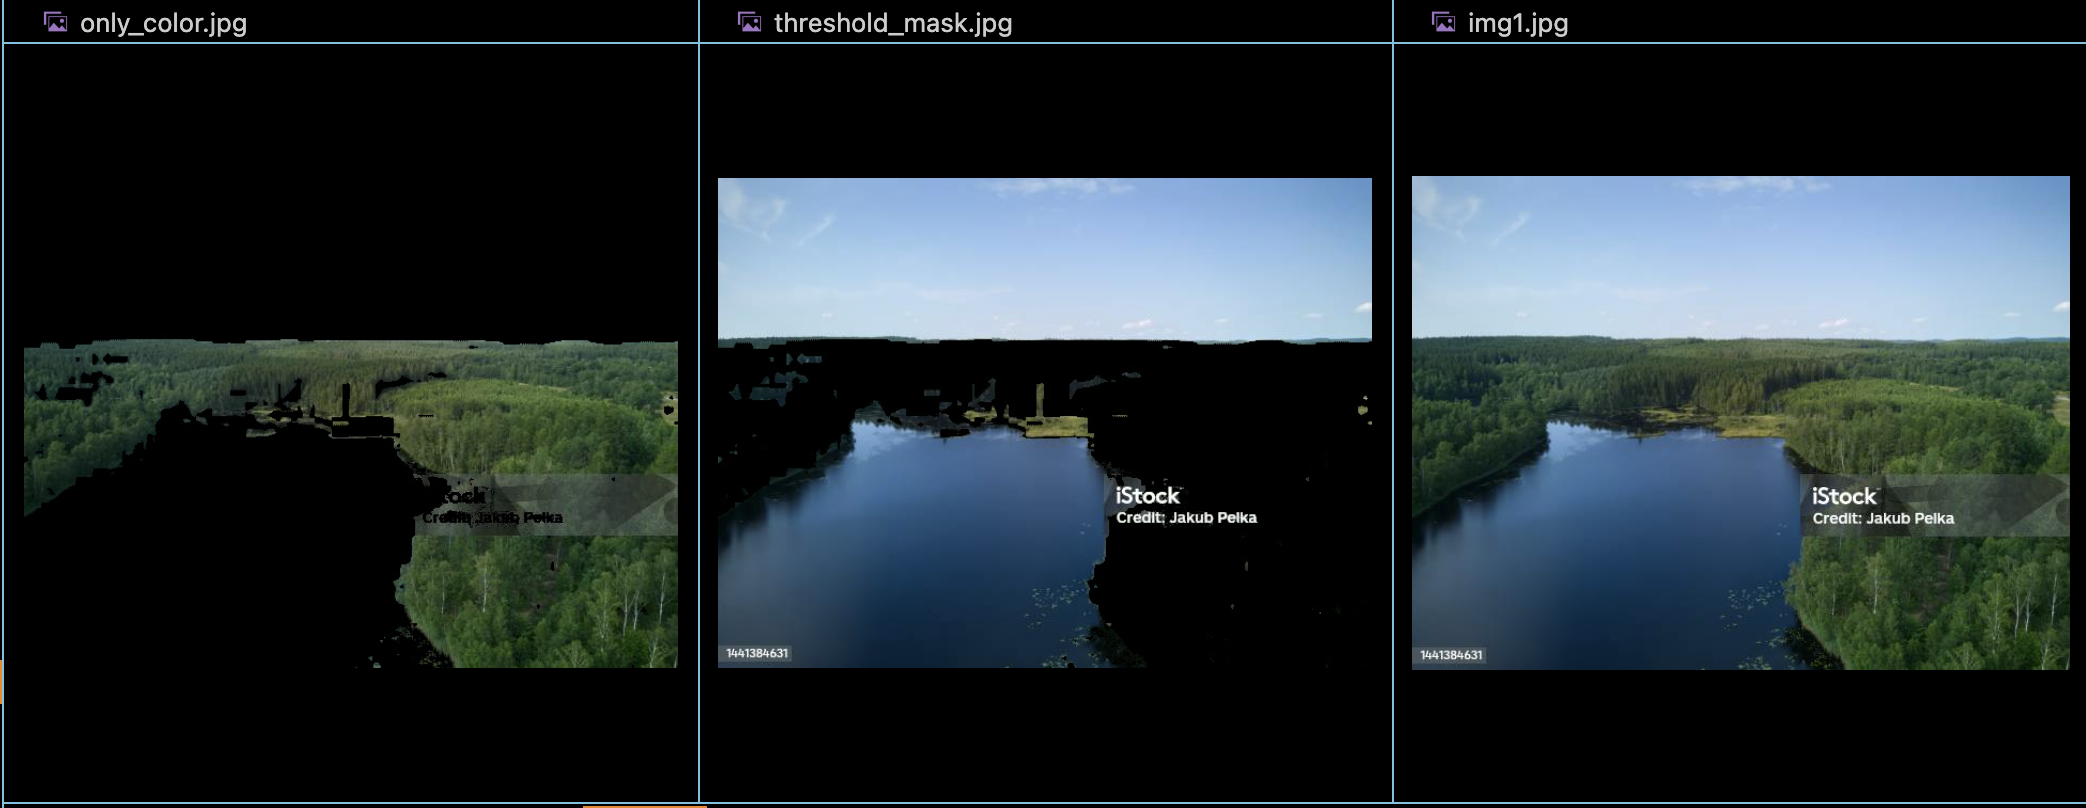 only_color.jpg
threshold_mask.jpg
img1.jpg
tock
Credit: Jakub Pelka
iStock
Credit: Jakub Pelka
1441384631
iStock
Credit: Jakub Pelka
1441384631